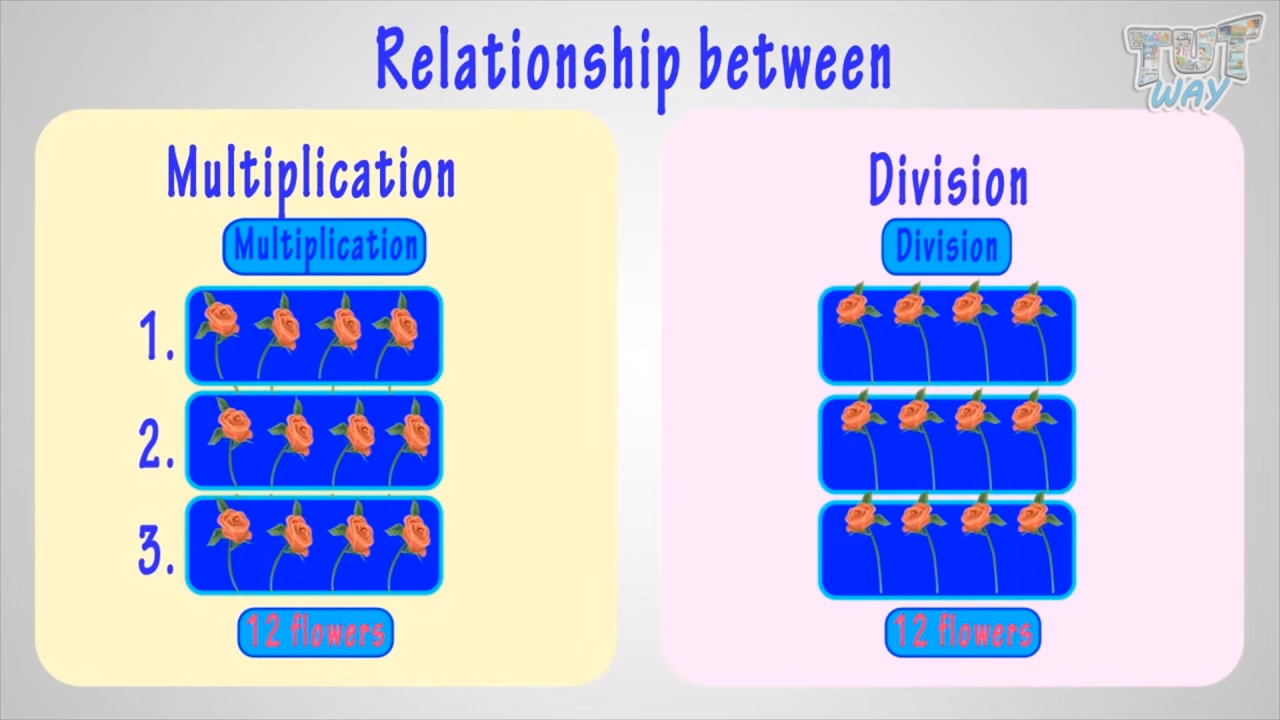 Relationship between
TUT
WAY
Multiplication
Multiplication
1.
2.
3.
12 flowers
Division
Division
12 flowers